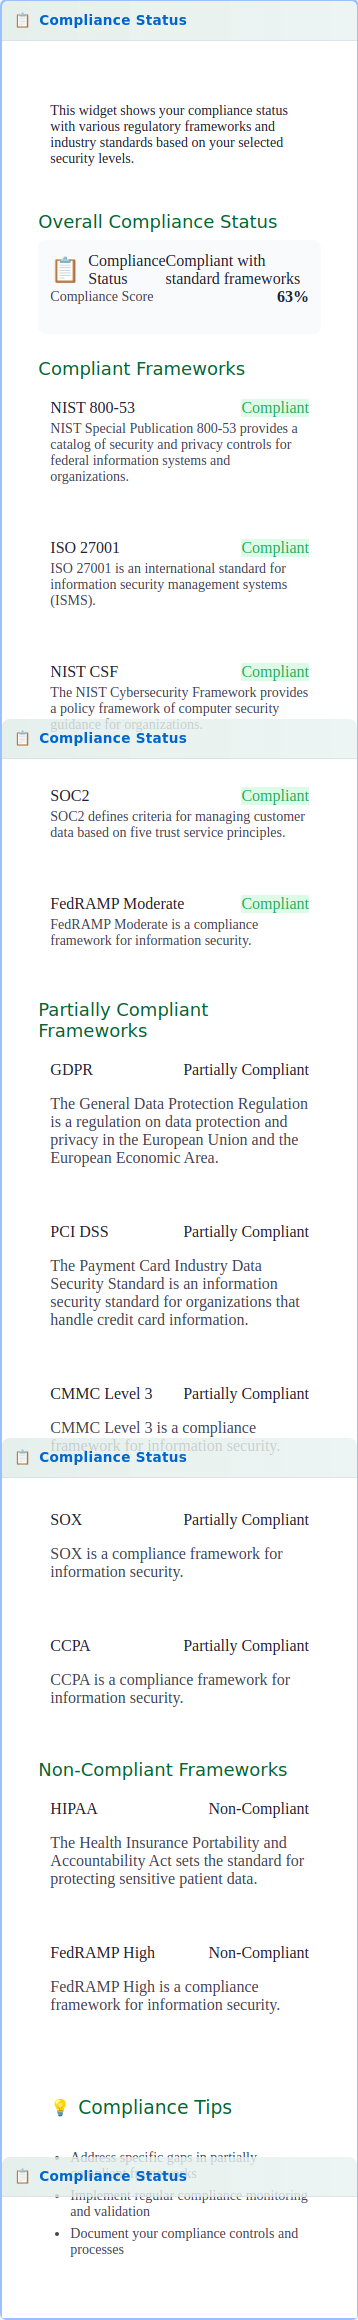 📋 Compliance Status
This widget shows your compliance status
with various regulatory frameworks and
industry standards based on your selected
security levels.
Overall Compliance Status
📋 Compliance Status Compliant with standard frameworks
Compliance Score 63%
Compliant Frameworks
NIST 800-53 Compliant
NIST Special Publication 800-53 provides a
catalog of security and privacy controls for
federal information systems and
organizations.
ISO 27001 Compliant
ISO 27001 is an international standard for
information security management systems
(ISMS).
NIST CSF Compliant
The NIST Cybersecurity Framework provides
a policy framework of computer security
guidance for organizations.
📋 Compliance Status
SOC2 Compliant
SOC2 defines criteria for managing customer
data based on five trust service principles.
FedRAMP Moderate Compliant
FedRAMP Moderate is a compliance
framework for information security.
Partially Compliant
Frameworks
GDPR Partially Compliant
The General Data Protection Regulation
is a regulation on data protection and
privacy in the European Union and the
European Economic Area.
PCI DSS Partially Compliant
The Payment Card Industry Data
Security Standard is an information
security standard for organizations that
handle credit card information.
CMMC Level 3 Partially Compliant
CMMC Level 3 is a compliance
framework for information security.
📋 Compliance Status
SOX Partially Compliant
SOX is a compliance framework for
information security.
CCPA Partially Compliant
CCPA is a compliance framework for
information security.
Non-Compliant Frameworks
HIPAA Non-Compliant
The Health Insurance Portability and
Accountability Act sets the standard for
protecting sensitive patient data.
FedRAMP High Non-Compliant
FedRAMP High is a compliance
framework for information security.
💡 Compliance Tips
• Address specific gaps in partially
📋 Compliance Status
• Implement regular compliance monitoring
and validation
• Document your compliance controls and
processes